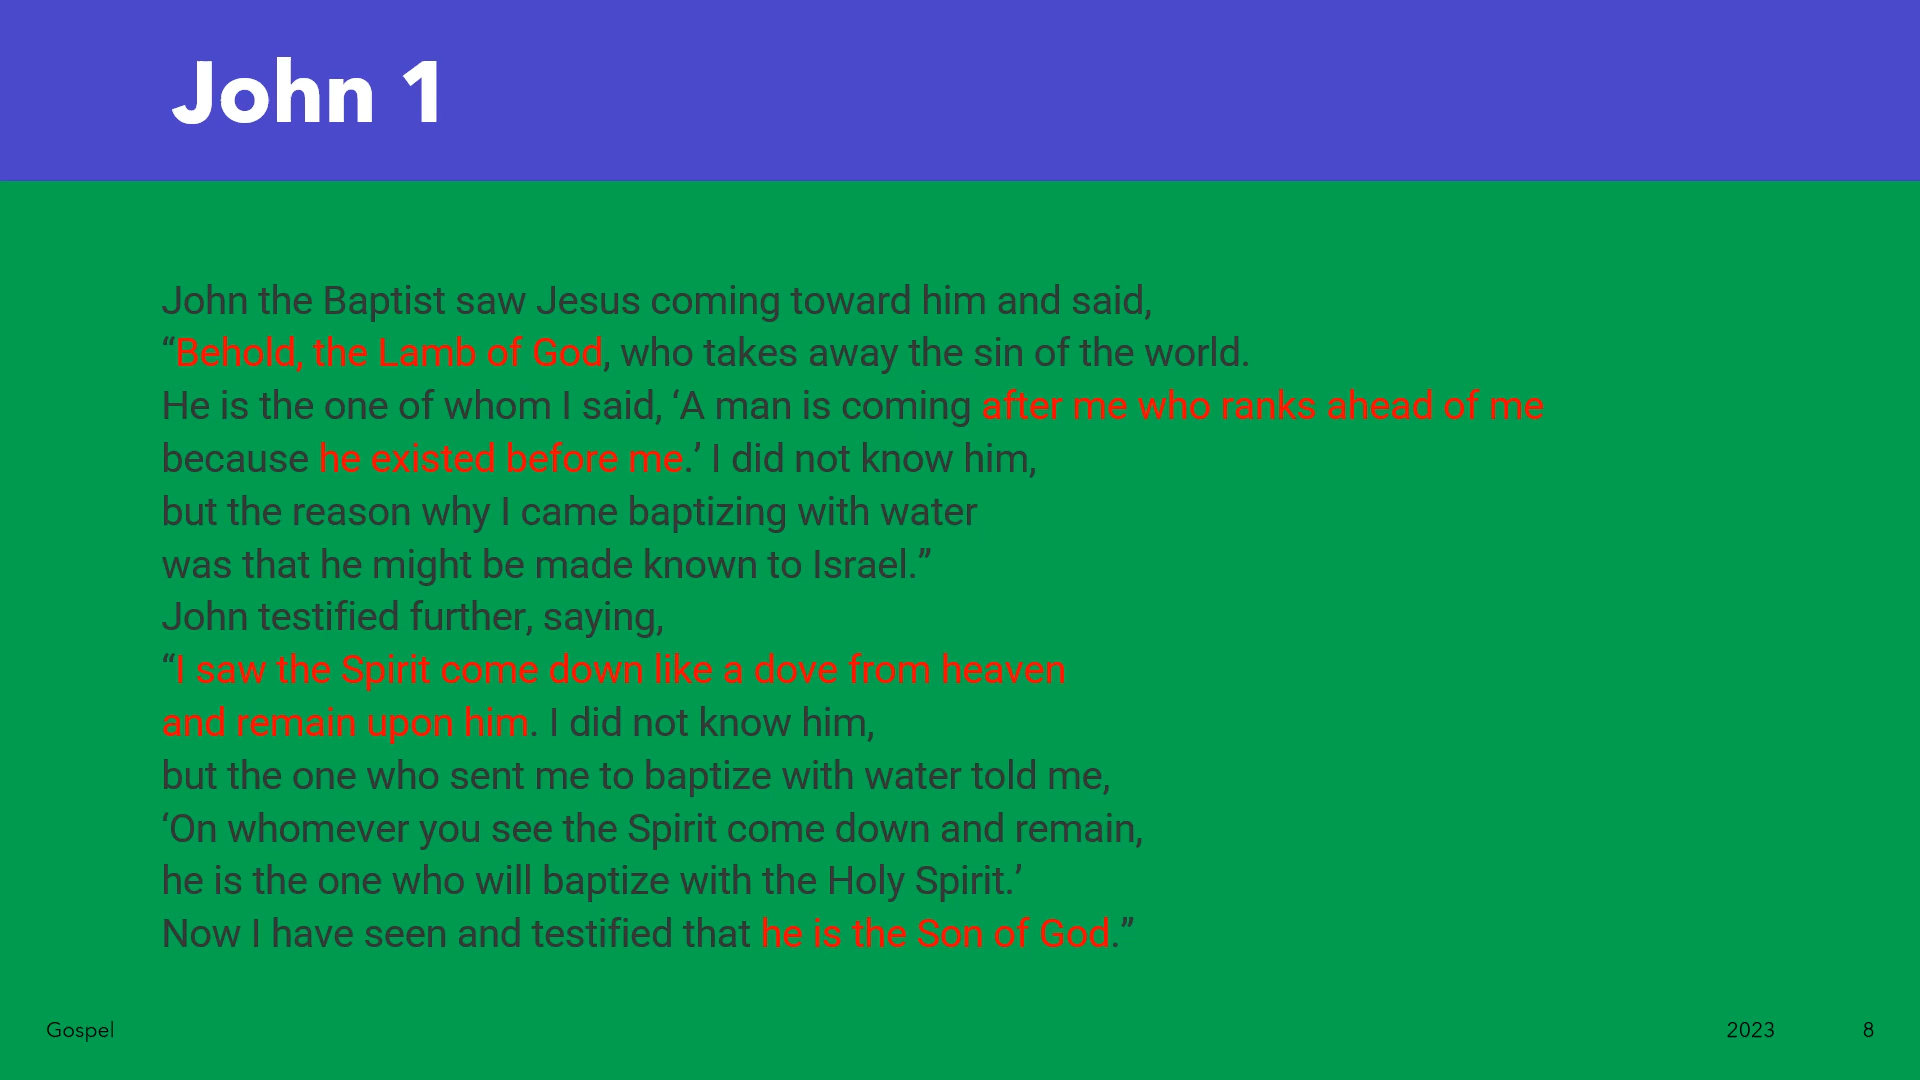 John 1
John the Baptist saw Jesus coming toward him and said,
“Behold, the Lamb of God, who takes away the sin of the world.
He is the one of whom I said, ‘A man is coming after me who ranks ahead of me
because he existed before me.’ I did not know him,
but the reason why I came baptizing with water
was that he might be made known to Israel.”
John testified further, saying,
“I saw the Spirit come down like a dove from heaven
and remain upon him. I did not know him,
but the one who sent me to baptize with water told me,
‘On whomever you see the Spirit come down and remain,
he is the one who will baptize with the Holy Spirit.’
Now I have seen and testified that he is the Son of God.”
Gospel 2023 8